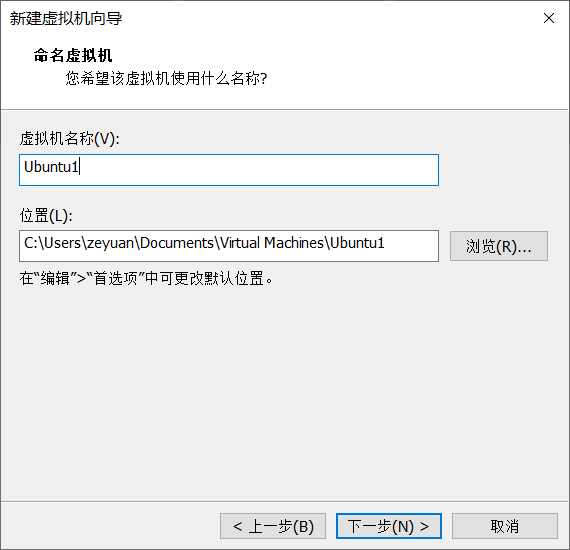 新建虚拟机向导
命名虚拟机
您希望该虚拟机使用什么名称?
虚拟机名称(V):
Ubuntu1
位置(L):
C:\Users\zeyuan\Documents\Virtual Machines\Ubuntu1
浏览(R)...
在“编辑”>“首选项”中可更改默认位置。
< 上一步(B)
下一步(N) >
取消